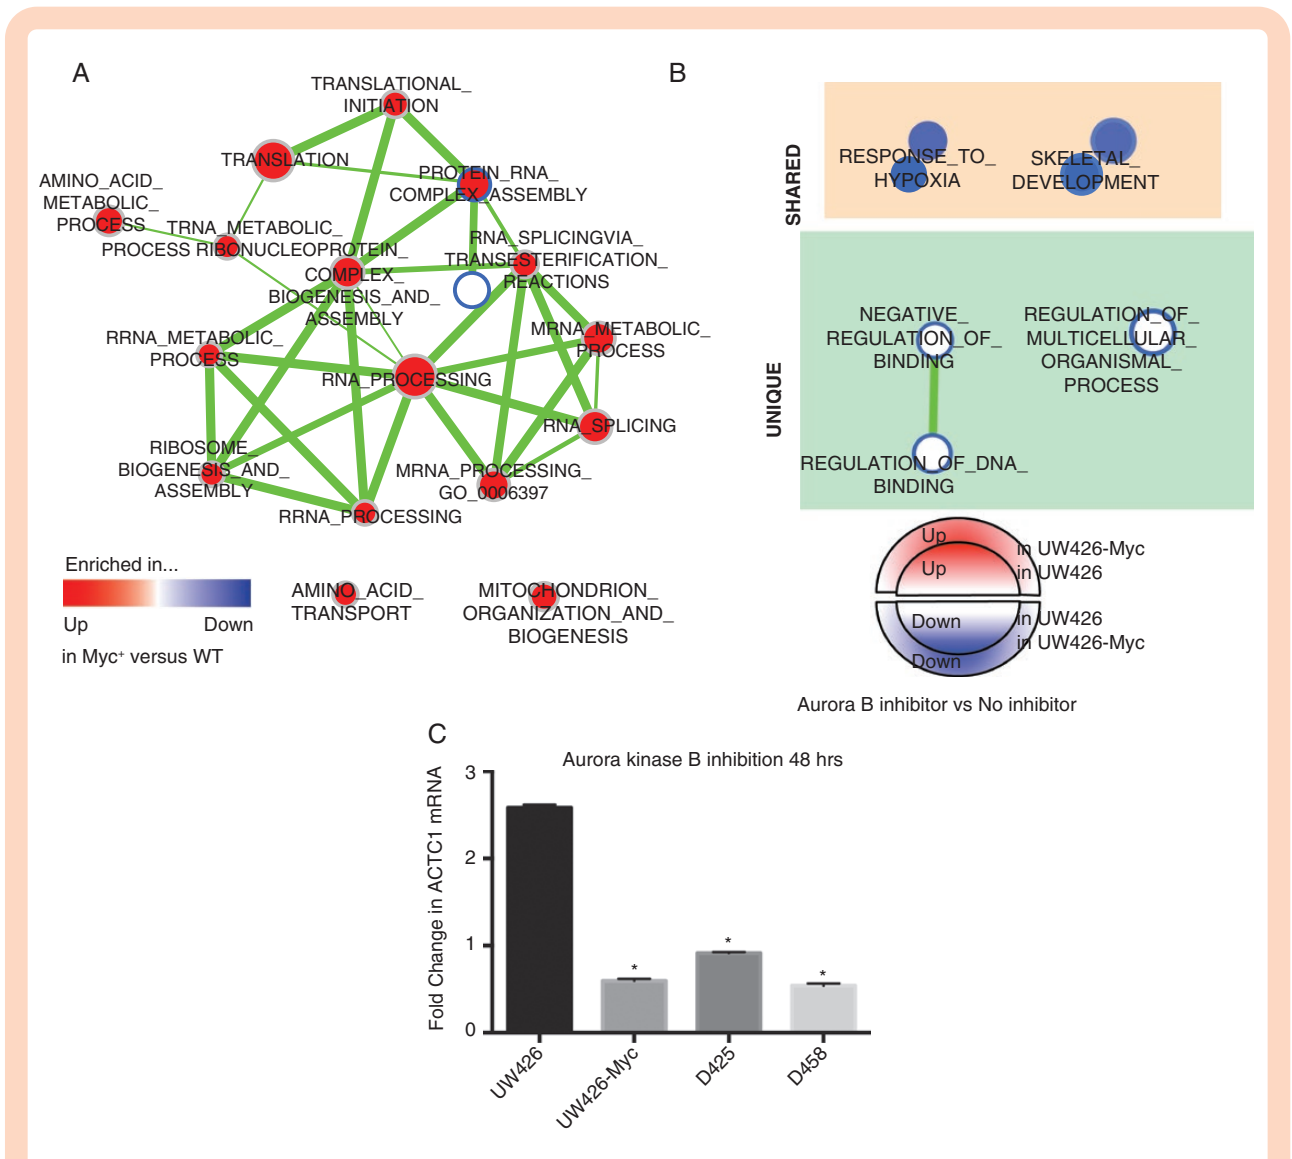 A
TRANSLATIONAL_
INITIATION
TRANSLATION
PROTEIN_RNA_
COMPLEX_ASSEMBLY
AMINO_ACID_
METABOLIC_
PROCESS
TRNA_METABOLIC_
PROCESS
RIBONUCLEOPROTEIN_
COMPLEX_
BIOGENESIS_AND_
ASSEMBLY
RNA_SPLICINGVIA_
TRANSESTERIFICATION_
REACTIONS
RRNA_METABOLIC_
PROCESS
MRNA_METABOLIC_
PROCESS
RNA_PROCESSING
RNA_SPLICING
RIBOSOME_
BIOGENESIS_AND_
ASSEMBLY
MRNA_PROCESSING_
GO_0006397
RRNA_PROCESSING
Enriched in...
Up
Down
in Myc⁺ versus WT
AMINO_ACID_
TRANSPORT
MITOCHONDRION_
ORGANIZATION_AND_
BIOGENESIS
B
SHARED
RESPONSE_TO_
HYPOXIA
SKELETAL_
DEVELOPMENT
UNIQUE
NEGATIVE_
REGULATION_OF_
BINDING
REGULATION_OF_
MULTICELLULAR_
ORGANISMAL_
PROCESS
REGULATION_OF_DNA_
BINDING
Up
in UW426-Myc
Up
in UW426
Down
in UW426
in UW426-Myc
Down
Aurora B inhibitor vs No inhibitor
C
Aurora kinase B inhibition 48 hrs
Fold Change in ACTC1 mRNA
3
2
1
0
*
*
*
UW426
UW426-Myc
D425
D458